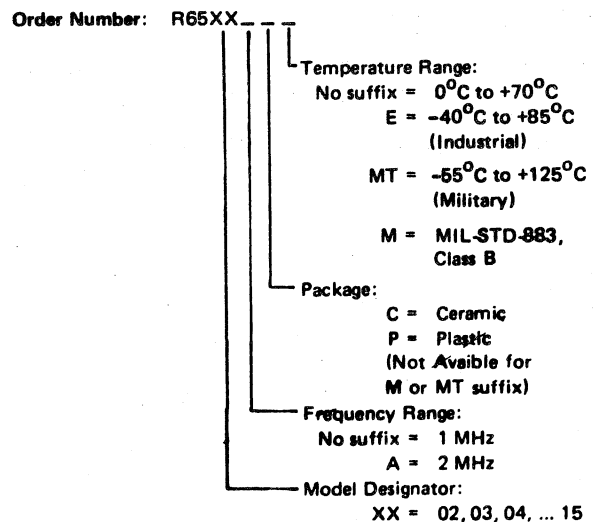 Order Number: R65XX_ _ _
Temperature Range:
No suffix = 0°C to +70°C
E = -40°C to +85°C
(Industrial)
MT = -55°C to +125°C
(Military)
M = MIL-STD-883,
Class B
Package:
C = Ceramic
P = Plastic
(Not Avaible for
M or MT suffix)
Frequency Range:
No suffix = 1 MHz
A = 2 MHz
Model Designator:
XX = 02, 03, 04, ... 15